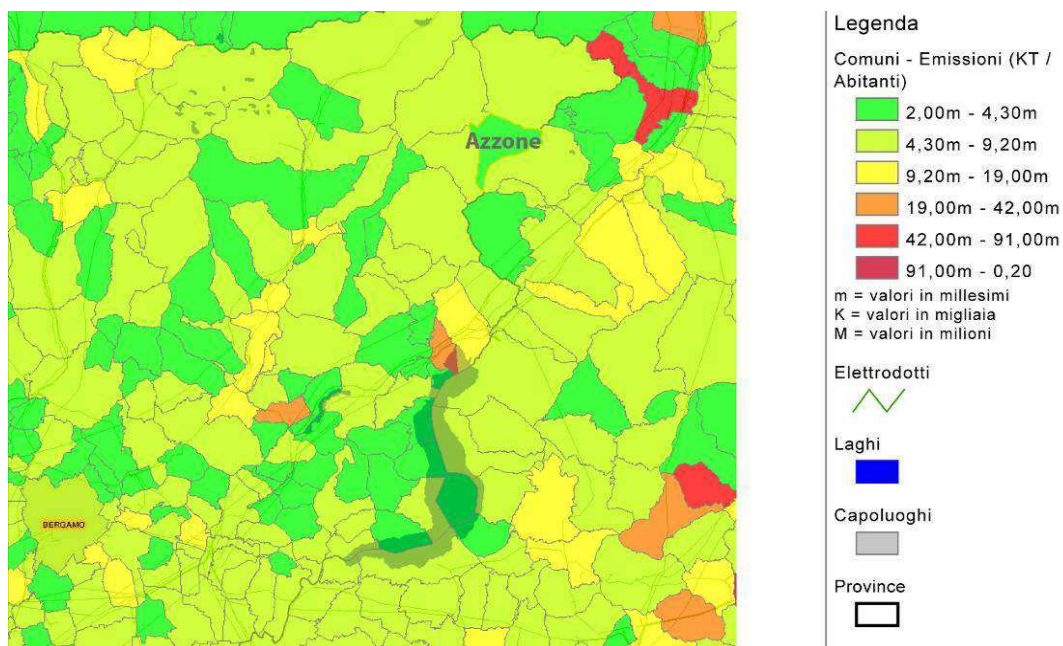 Azzone
BERGAMO
Legenda
Comuni - Emissioni (KT /
Abitanti)
2,00m - 4,30m
4,30m - 9,20m
9,20m - 19,00m
19,00m - 42,00m
42,00m - 91,00m
91,00m - 0,20
m = valori in millesimi
K = valori in migliaia
M = valori in milioni
Elettrodotti
Laghi
Capoluoghi
Province